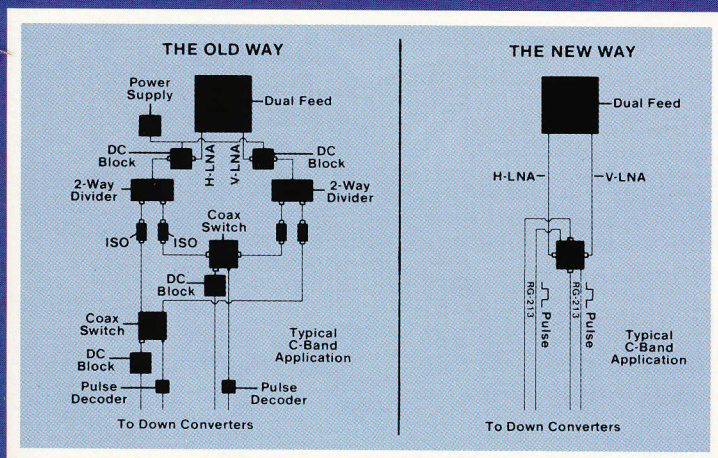 THE OLD WAY
Power
Supply
Dual Feed
DC
Block
H-LNA
V-LNA
DC
Block
2-Way
Divider
2-Way
Divider
Coax
Switch
ISO
ISO
DC
Block
Coax
Switch
Typical
C-Band
Application
DC
Block
Pulse
Decoder
Pulse
Decoder
To Down Converters
THE NEW WAY
Dual Feed
H-LNA
V-LNA
RG-213
Pulse
RG-213
Pulse
Typical
C-Band
Application
To Down Converters